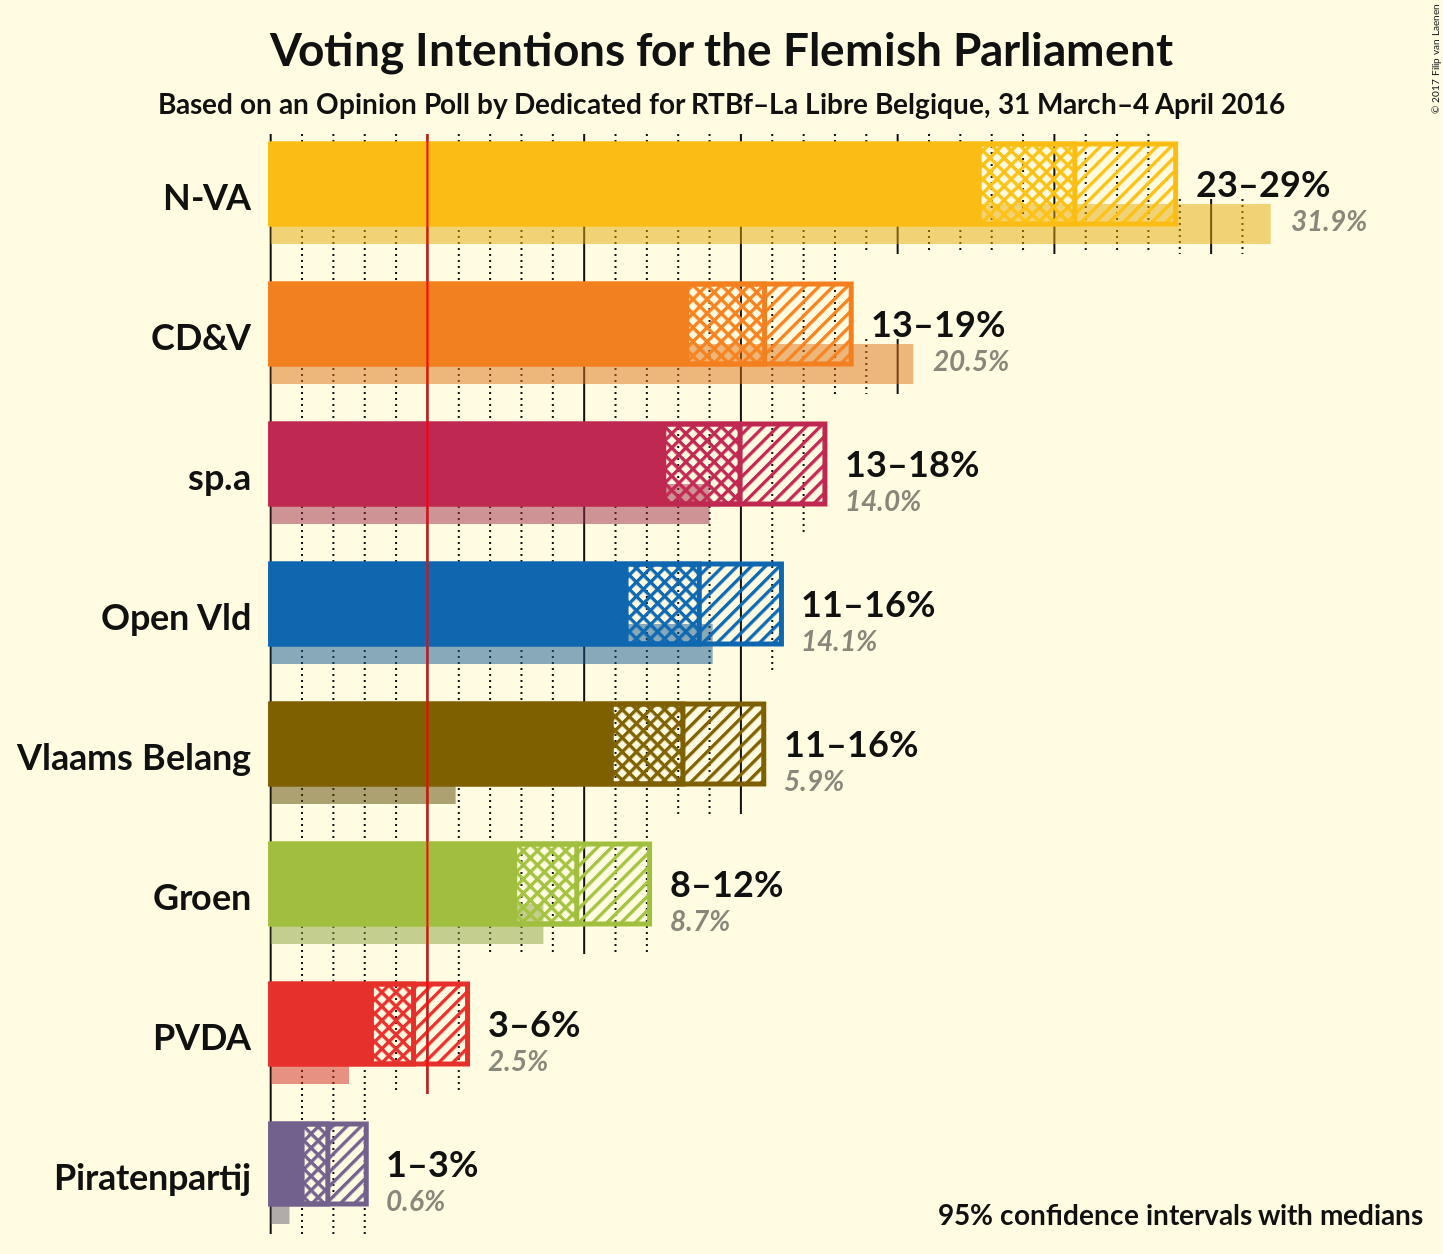 Voting Intentions for the Flemish Parliament
Based on an Opinion Poll by Dedicated for RTBf–La Libre Belgique, 31 March–4 April 2016
© 2017 Filip van Laenen
N-VA
23–29%
31.9%
CD&V
13–19%
20.5%
sp.a
13–18%
14.0%
Open Vld
11–16%
14.1%
Vlaams Belang
11–16%
5.9%
Groen
8–12%
8.7%
PVDA
3–6%
2.5%
Piratenpartij
1–3%
0.6%
95% confidence intervals with medians